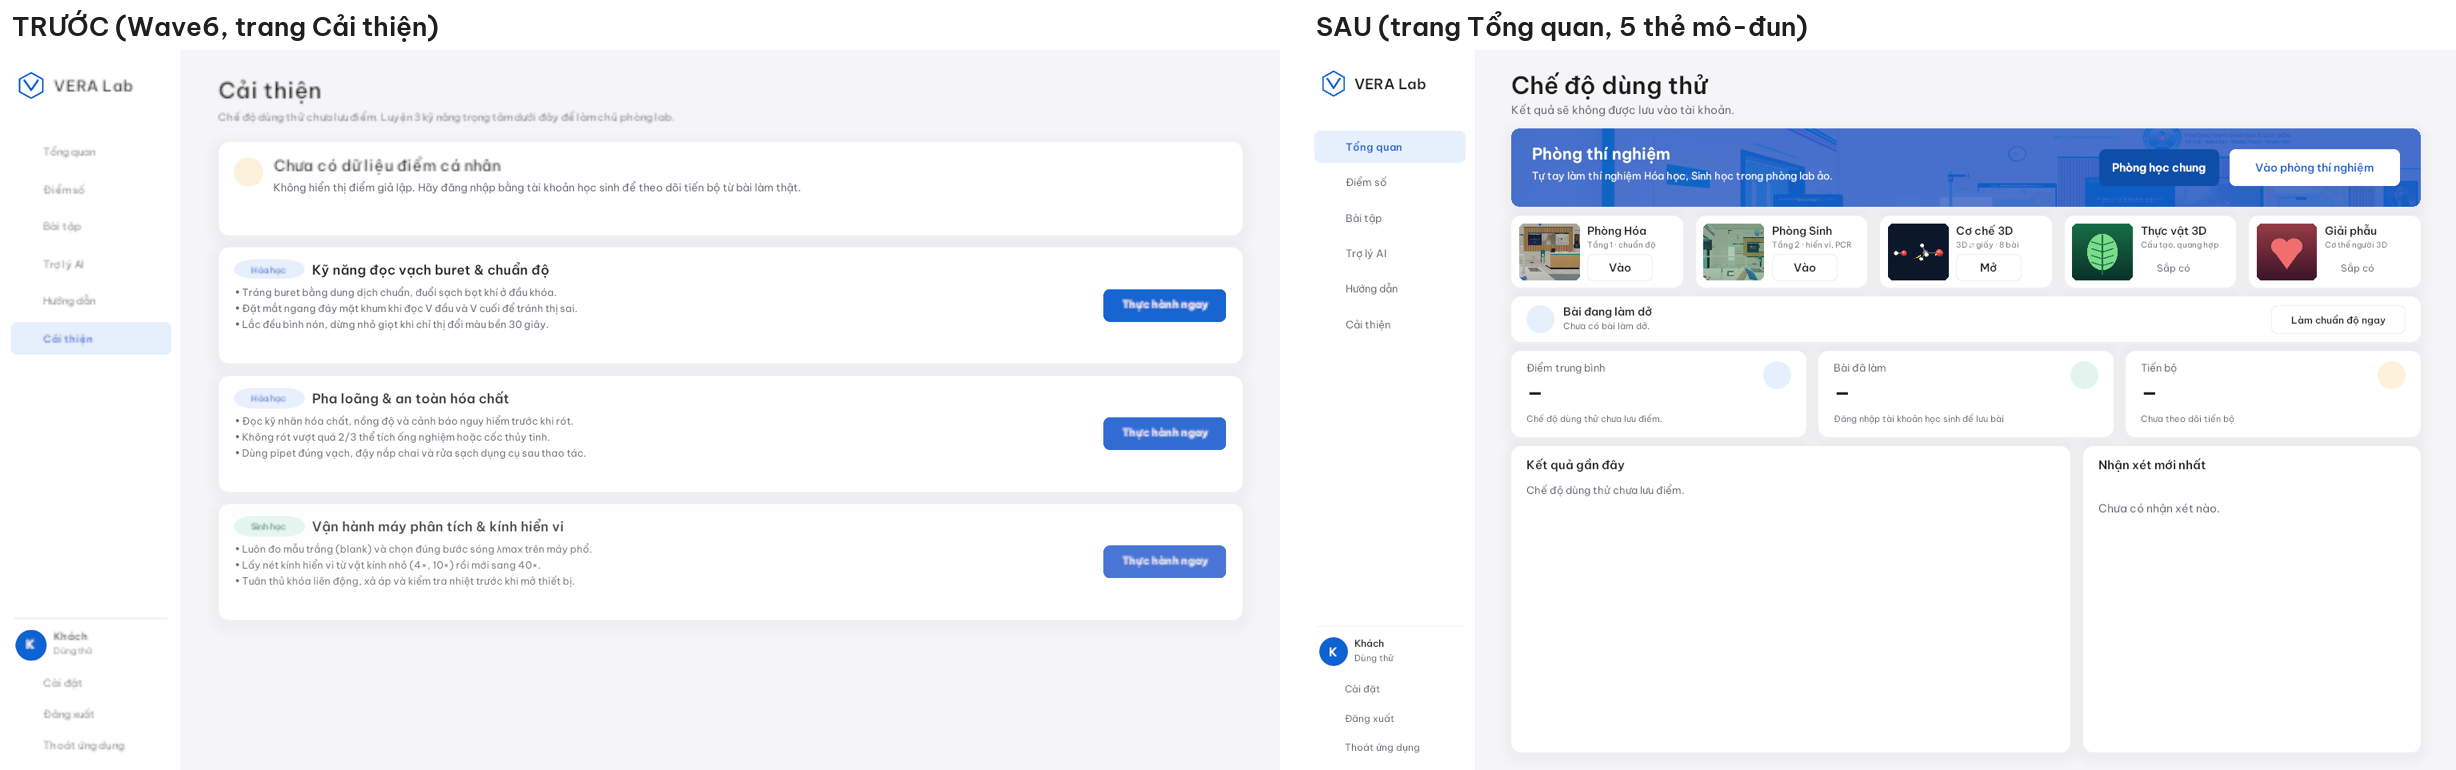 TRƯỚC (Wave6, trang Cải thiện)
VERA Lab
Tổng quan
Điểm số
Bài tập
Trợ lý AI
Hướng dẫn
Cải thiện
K
Khách
Dùng thử
Cài đặt
Đăng xuất
Thoát ứng dụng
Cải thiện
Chế độ dùng thử chưa lưu điểm. Luyện 3 kỹ năng trọng tâm dưới đây để làm chủ phòng lab.
Chưa có dữ liệu điểm cá nhân
Không hiển thị điểm giả lập. Hãy đăng nhập bằng tài khoản học sinh để theo dõi tiến bộ từ bài làm thật.
Hóa học
Kỹ năng đọc vạch buret & chuẩn độ
• Tráng buret bằng dung dịch chuẩn, đuổi sạch bọt khí ở đầu khóa.
• Đặt mắt ngang đáy mặt khum khi đọc V đầu và V cuối để tránh thị sai.
• Lắc đều bình nón, dừng nhỏ giọt khi chỉ thị đổi màu bền 30 giây.
Thực hành ngay
Hóa học
Pha loãng & an toàn hóa chất
• Đọc kỹ nhãn hóa chất, nồng độ và cảnh báo nguy hiểm trước khi rót.
• Không rót vượt quá 2/3 thể tích ống nghiệm hoặc cốc thủy tinh.
• Dùng pipet đúng vạch, đậy nắp chai và rửa sạch dụng cụ sau thao tác.
Thực hành ngay
Sinh học
Vận hành máy phân tích & kính hiển vi
• Luôn đo mẫu trắng (blank) và chọn đúng bước sóng λmax trên máy phổ.
• Lấy nét kính hiển vi từ vật kính nhỏ (4×, 10×) rồi mới sang 40×.
• Tuân thủ khóa liên động, xả áp và kiểm tra nhiệt trước khi mở thiết bị.
Thực hành ngay
SAU (trang Tổng quan, 5 thẻ mô-đun)
VERA Lab
Tổng quan
Điểm số
Bài tập
Trợ lý AI
Hướng dẫn
Cải thiện
K
Khách
Dùng thử
Cài đặt
Đăng xuất
Thoát ứng dụng
Chế độ dùng thử
Kết quả sẽ không được lưu vào tài khoản.
Phòng thí nghiệm
Tự tay làm thí nghiệm Hóa học, Sinh học trong phòng lab ảo.
Phòng học chung
Vào phòng thí nghiệm
Phòng Hóa
Tầng 1 · chuẩn độ
Vào
Phòng Sinh
Tầng 2 · hiển vi, PCR
Vào
Cơ chế 3D
3D ⇄ giấy · 8 bài
Mở
Thực vật 3D
Cấu tạo, quang hợp
Sắp có
Giải phẫu
Cơ thể người 3D
Sắp có
Bài đang làm dở
Chưa có bài làm dở.
Làm chuẩn độ ngay
Điểm trung bình
–
Chế độ dùng thử chưa lưu điểm.
Bài đã làm
–
Đăng nhập tài khoản học sinh để lưu bài
Tiến bộ
–
Chưa theo dõi tiến bộ
Kết quả gần đây
Chế độ dùng thử chưa lưu điểm.
Nhận xét mới nhất
Chưa có nhận xét nào.